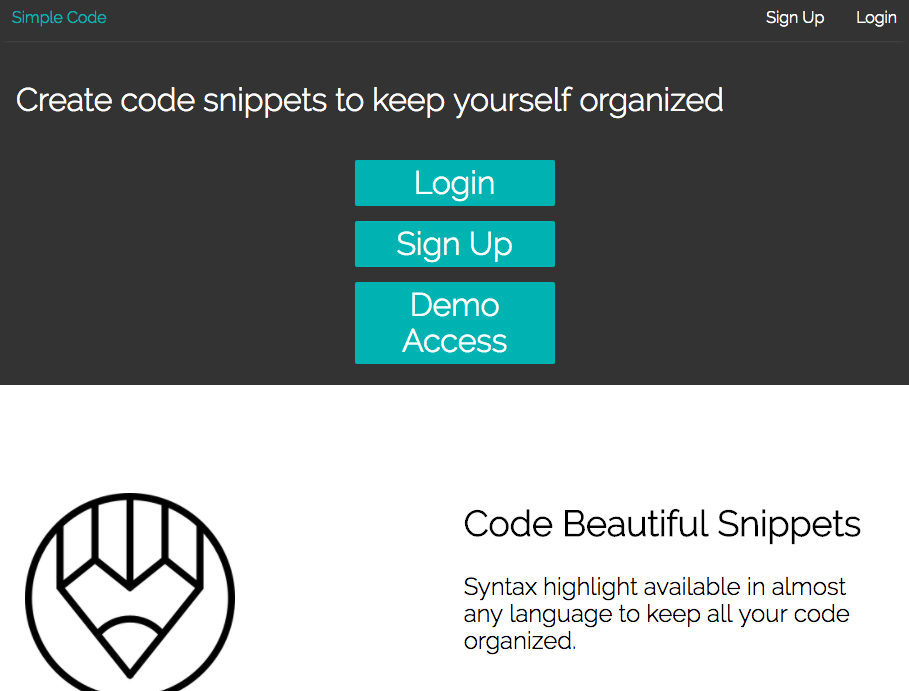 Simple Code
Sign Up
Login
Create code snippets to keep yourself organized
Login
Sign Up
Demo
Access
Code Beautiful Snippets
Syntax highlight available in almost
any language to keep all your code
organized.